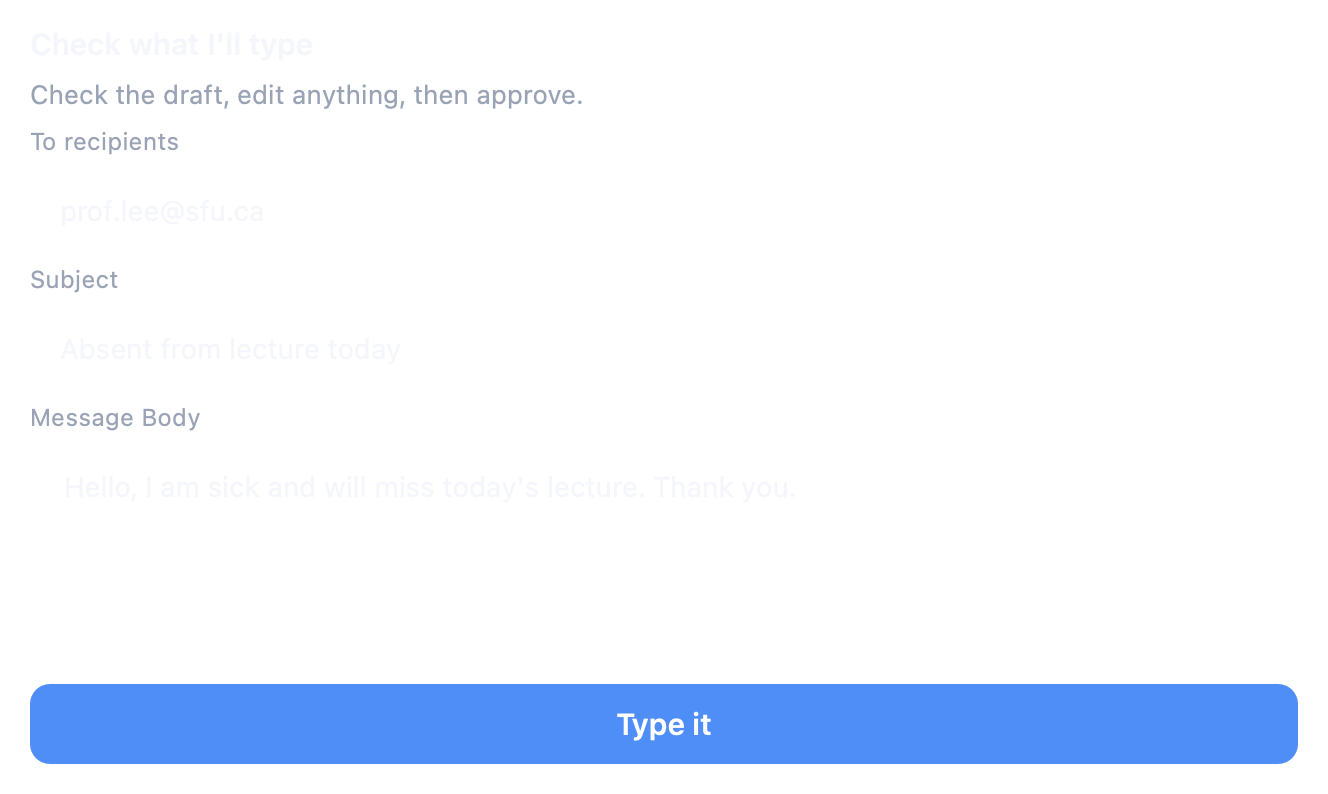 Check what I'll type
Check the draft, edit anything, then approve.
To recipients
prof.lee@sfu.ca
Subject
Absent from lecture today
Message Body
Hello, I am sick and will miss today's lecture. Thank you.
Type it